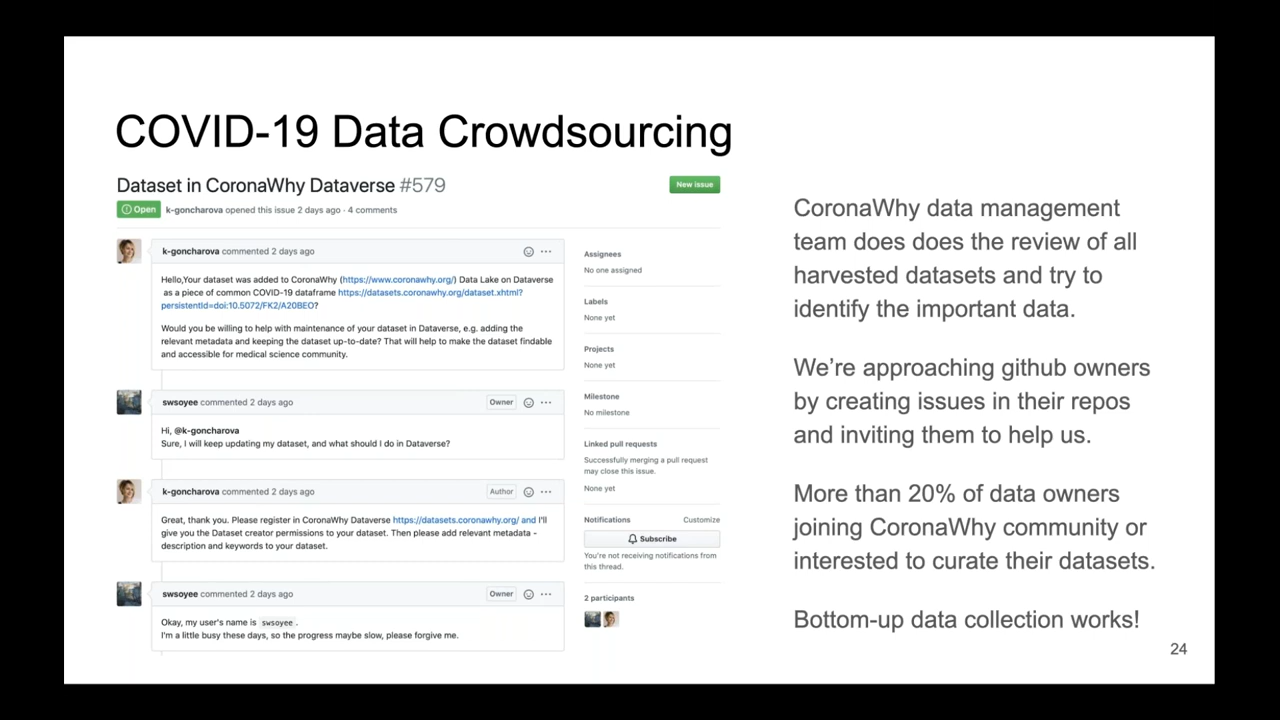 COVID-19 Data Crowdsourcing
Dataset in CoronaWhy Dataverse #579
New issue
Open k-goncharova opened this issue 2 days ago · 4 comments
k-goncharova commented 2 days ago
Hello,Your dataset was added to CoronaWhy (https://www.coronawhy.org/) Data Lake on Dataverse
as a piece of common COVID-19 dataframe https://datasets.coronawhy.org/dataset.xhtml?
persistentId=doi:10.5072/FK2/A20BEO?
Would you be willing to help with maintenance of your dataset in Dataverse, e.g. adding the
relevant metadata and keeping the dataset up-to-date? That will help to make the dataset findable
and accessible for medical science community.
swsoyee commented 2 days ago Owner
Hi, @k-goncharova
Sure, I will keep updating my dataset, and what should I do in Dataverse?
k-goncharova commented 2 days ago Author
Great, thank you. Please register in CoronaWhy Dataverse https://datasets.coronawhy.org/ and I'll
give you the Dataset creator permissions to your dataset. Then please add relevant metadata -
description and keywords to your dataset.
swsoyee commented 2 days ago Owner
Okay, my user's name is swsoyee .
I'm a little busy these days, so the progress maybe slow, please forgive me.
Assignees
No one assigned
Labels
None yet
Projects
None yet
Milestone
No milestone
Linked pull requests
Successfully merging a pull request
may close this issue.
None yet
Notifications Customize
Subscribe
You're not receiving notifications from
this thread.
2 participants
CoronaWhy data management
team does does the review of all
harvested datasets and try to
identify the important data.
We're approaching github owners
by creating issues in their repos
and inviting them to help us.
More than 20% of data owners
joining CoronaWhy community or
interested to curate their datasets.
Bottom-up data collection works!
24